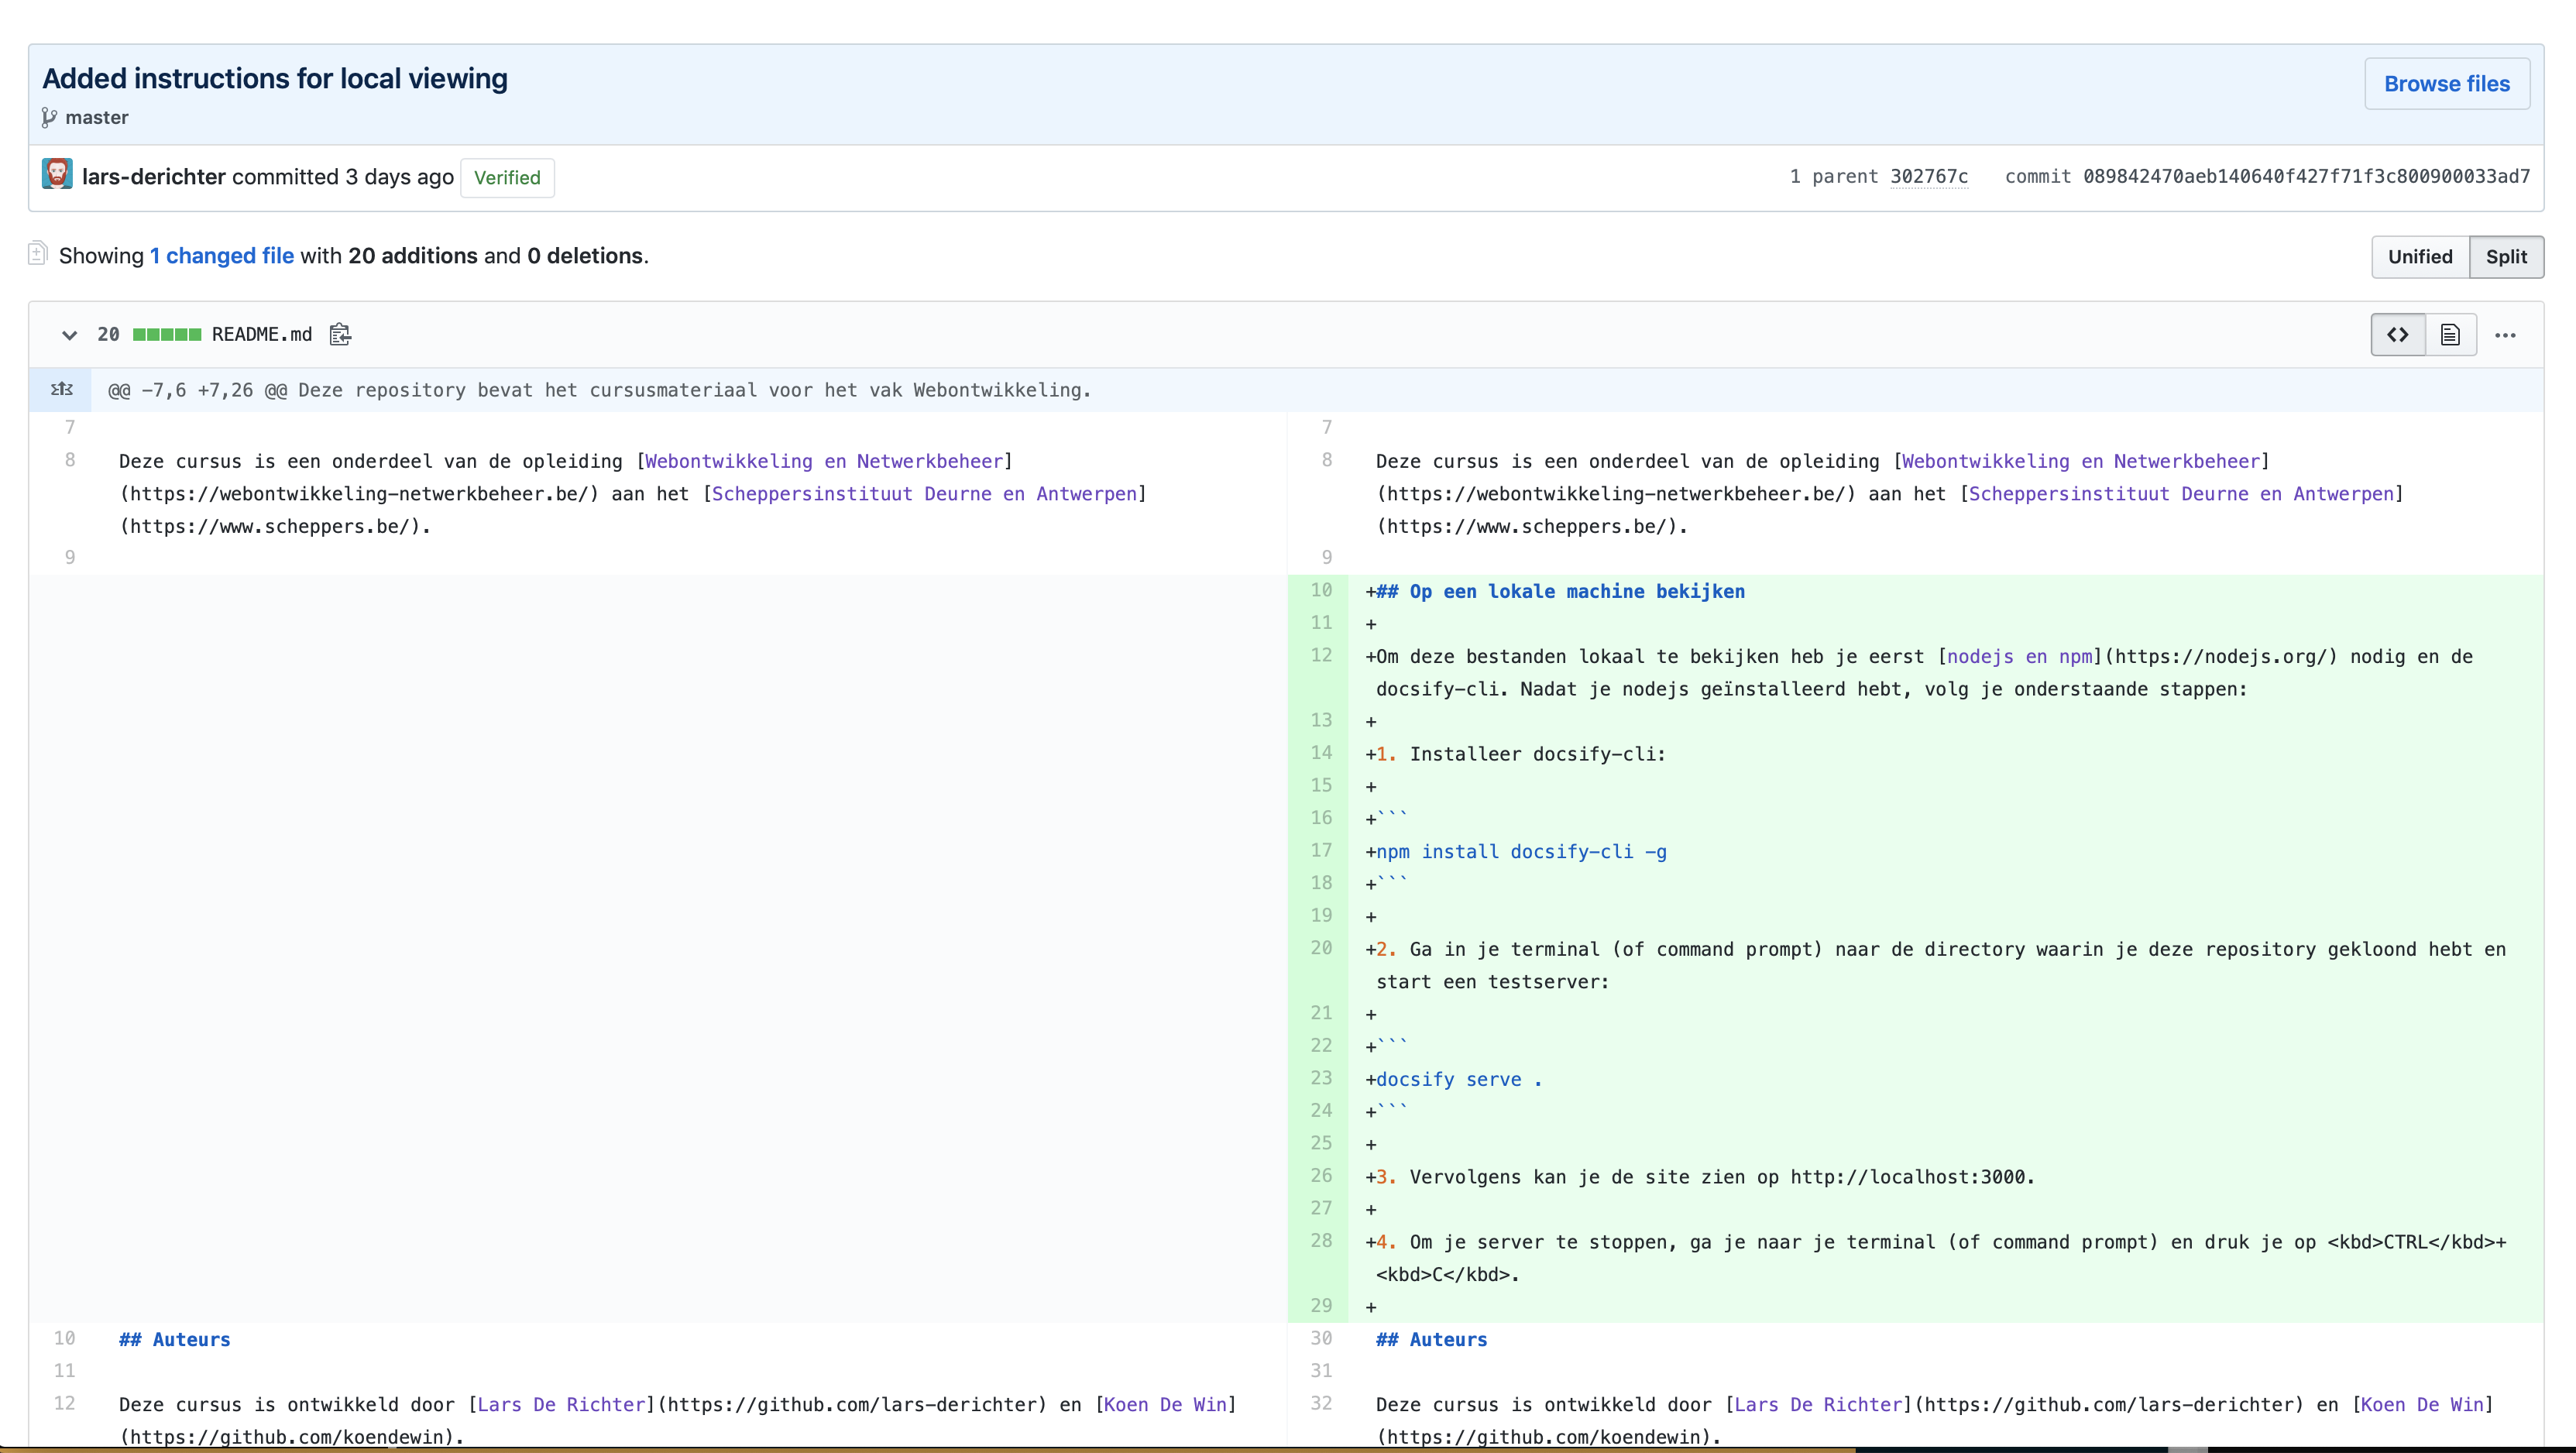 Added instructions for local viewing
Browse files
master
lars-derichter committed 3 days ago Verified
1 parent 302767c commit 089842470aeb140640f427f71f3c800900033ad7
Showing 1 changed file with 20 additions and 0 deletions.
Unified Split
20 README.md
@@ -7,6 +7,26 @@ Deze repository bevat het cursusmateriaal voor het vak Webontwikkeling.
7
8 Deze cursus is een onderdeel van de opleiding [Webontwikkeling en Netwerkbeheer]
(https://webontwikkeling-netwerkbeheer.be/) aan het [Scheppersinstituut Deurne en Antwerpen]
(https://www.scheppers.be/).
9
10 ## Auteurs
11
12 Deze cursus is ontwikkeld door [Lars De Richter](https://github.com/lars-derichter) en [Koen De Win]
(https://github.com/koendewin).
7
8 Deze cursus is een onderdeel van de opleiding [Webontwikkeling en Netwerkbeheer]
(https://webontwikkeling-netwerkbeheer.be/) aan het [Scheppersinstituut Deurne en Antwerpen]
(https://www.scheppers.be/).
9
10 +## Op een lokale machine bekijken
11 +
12 +Om deze bestanden lokaal te bekijken heb je eerst [nodejs en npm](https://nodejs.org/) nodig en de
docsify-cli. Nadat je nodejs geïnstalleerd hebt, volg je onderstaande stappen:
13 +
14 +1. Installeer docsify-cli:
15 +
16 +```
17 +npm install docsify-cli -g
18 +```
19 +
20 +2. Ga in je terminal (of command prompt) naar de directory waarin je deze repository gekloond hebt en
start een testserver:
21 +
22 +```
23 +docsify serve .
24 +```
25 +
26 +3. Vervolgens kan je de site zien op http://localhost:3000.
27 +
28 +4. Om je server te stoppen, ga je naar je terminal (of command prompt) en druk je op <kbd>CTRL</kbd>+
<kbd>C</kbd>.
29 +
30 ## Auteurs
31
32 Deze cursus is ontwikkeld door [Lars De Richter](https://github.com/lars-derichter) en [Koen De Win]
(https://github.com/koendewin).